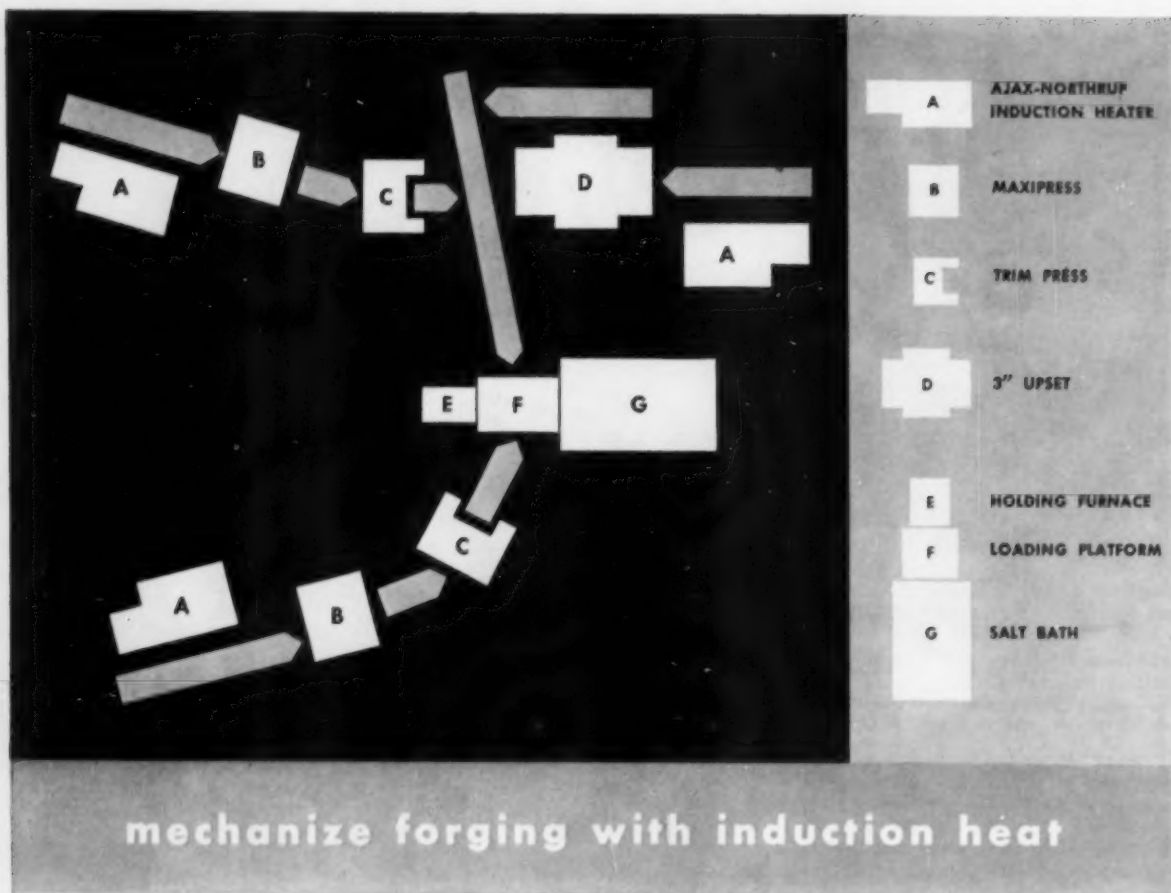 A
B
C
D
A
E
F
G
C
A
B
A
AJAX-NORTHRUP
INDUCTION HEATER
B
MAXIPRESS
C
TRIM PRESS
D
3" UPSET
E
HOLDING FURNACE
F
LOADING PLATFORM
G
SALT BATH
mechanize forging with induction heat